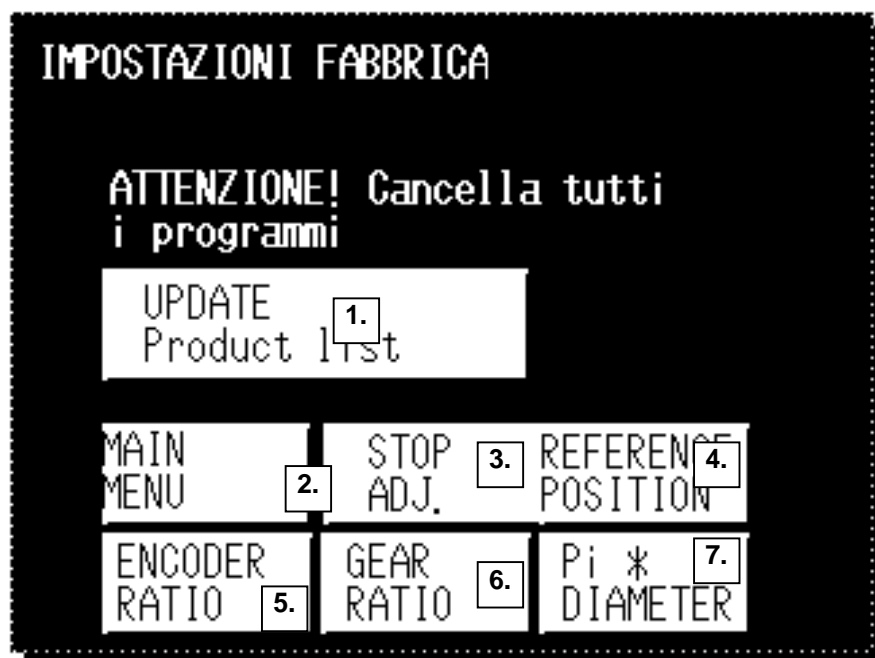 IMPOSTAZIONI FABBRICA
ATTENZIONE! Cancella tutti
i programmi
UPDATE
1.
Product list
MAIN
MENU
2.
STOP
ADJ.
3.
REFERENCE
POSITION
4.
ENCODER
RATIO
5.
GEAR
RATIO
6.
Pi *
DIAMETER
7.